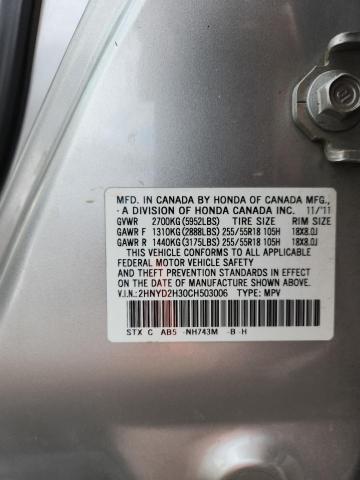 MFD. IN CANADA BY HONDA OF CANADA MFG.,
- A DIVISION OF HONDA CANADA INC. 11/11
GVWR 2700KG(5952LBS) TIRE SIZE RIM SIZE
GAWR F 1310KG(2888LBS) 255/55R18 105H 18X8.0J
GAWR R 1440KG(3175LBS) 255/55R18 105H 18X8.0J
THIS VEHICLE CONFORMS TO ALL APPLICABLE
FEDERAL MOTOR VEHICLE SAFETY
AND THEFT PREVENTION STANDARDS IN EFFECT
ON THE DATE OF MANUFACTURE SHOWN ABOVE.
V.I.N.: 2HNYD2H30CH503006 TYPE: MPV
STX C AB5 -NH743M -B -H